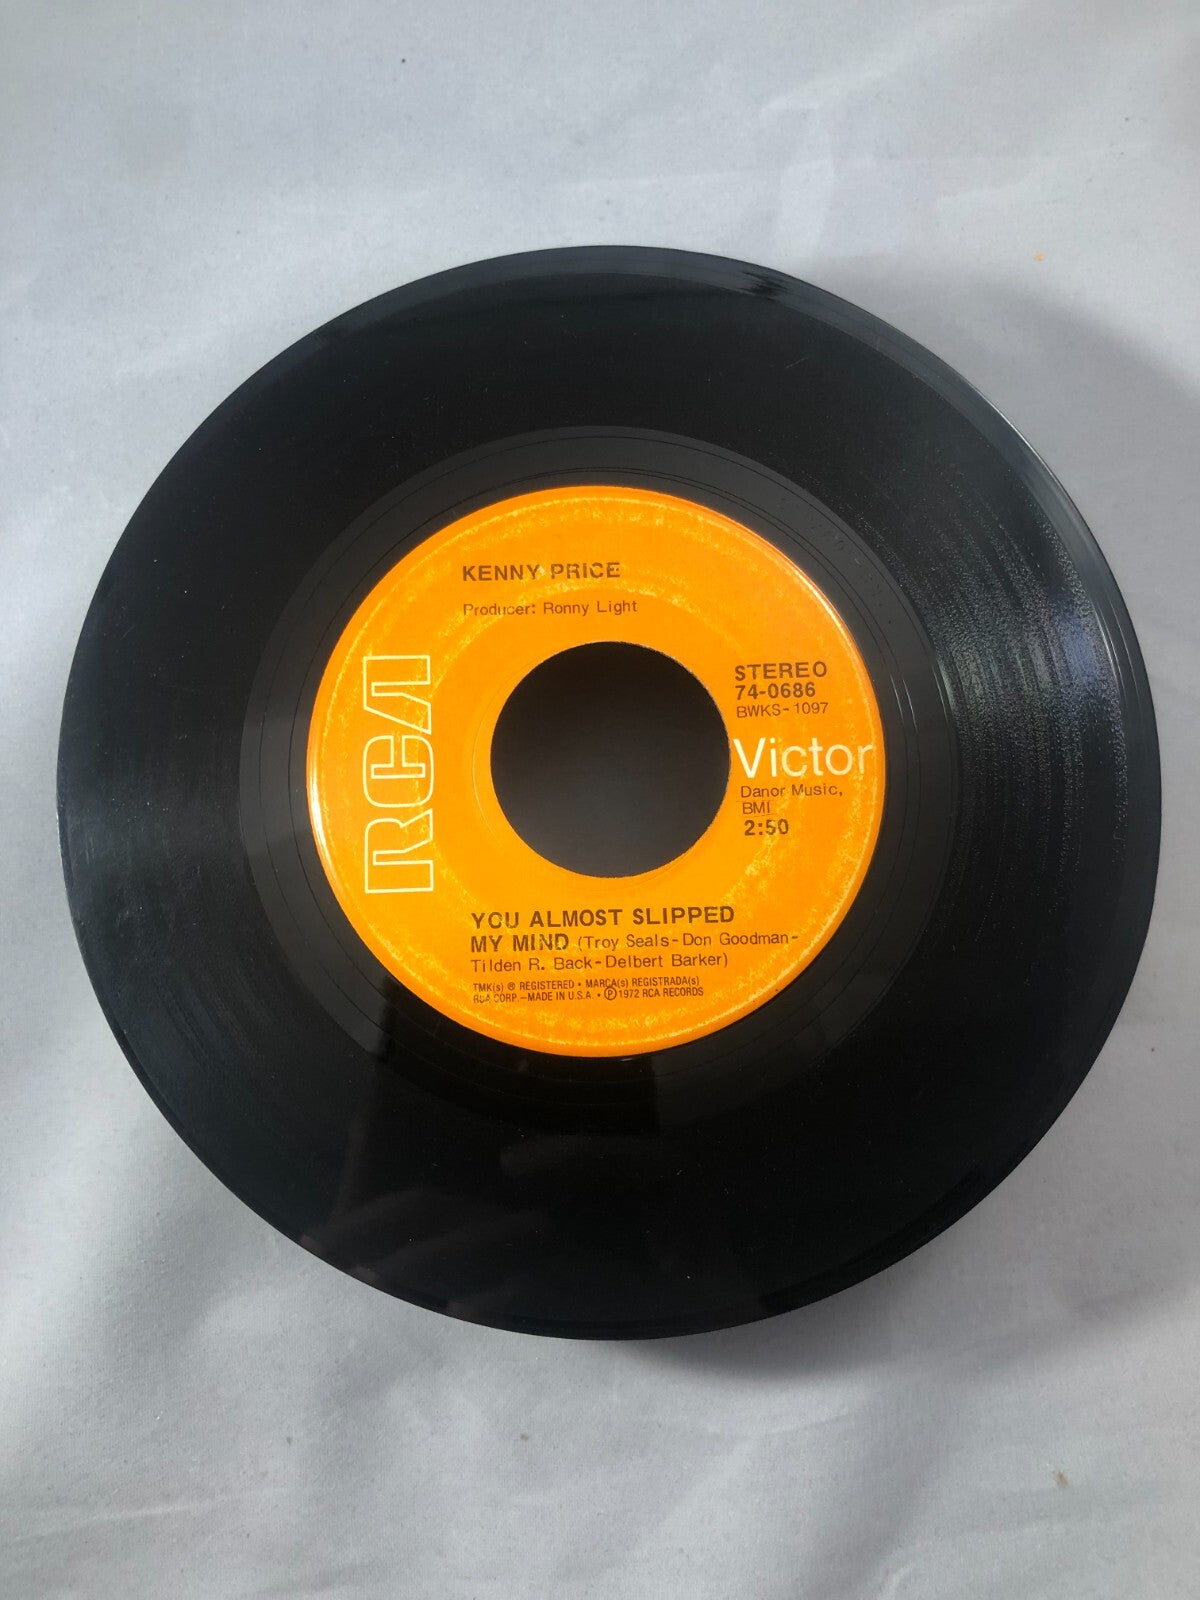 KENNY PRICE
Producer: Ronny Light
RCA
STEREO
74-0686
BWKS-1097
Victor
Danor Music,
BMI
2:50
YOU ALMOST SLIPPED
MY MIND (Troy Seals-Don Goodman-
Tilden R. Back-Delbert Barker)
TMK(s) ® REGISTERED • MARCA(s) REGISTRADA(s)
RCA CORP.–MADE IN U.S.A. • ℗ 1972 RCA RECORDS